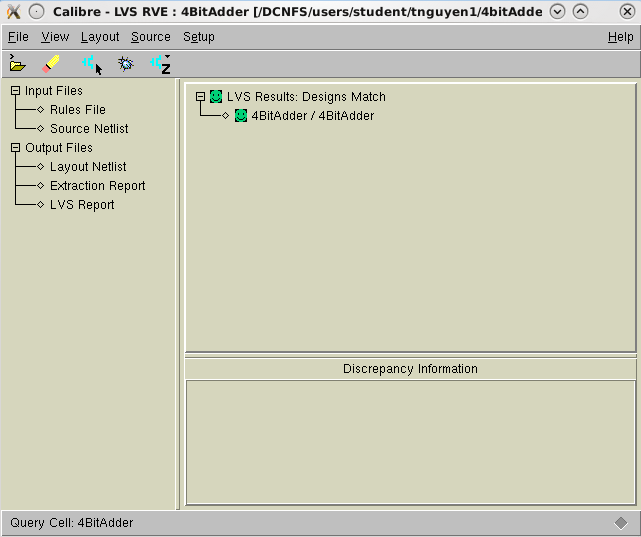 Calibre - LVS RVE : 4BitAdder [/DCNFS/users/student/tnguyen1/4bitAdde
File View Layout Source Setup Help
Z
Input Files
Rules File
Source Netlist
Output Files
Layout Netlist
Extraction Report
LVS Report
LVS Results: Designs Match
4BitAdder / 4BitAdder
Discrepancy Information
Query Cell: 4BitAdder